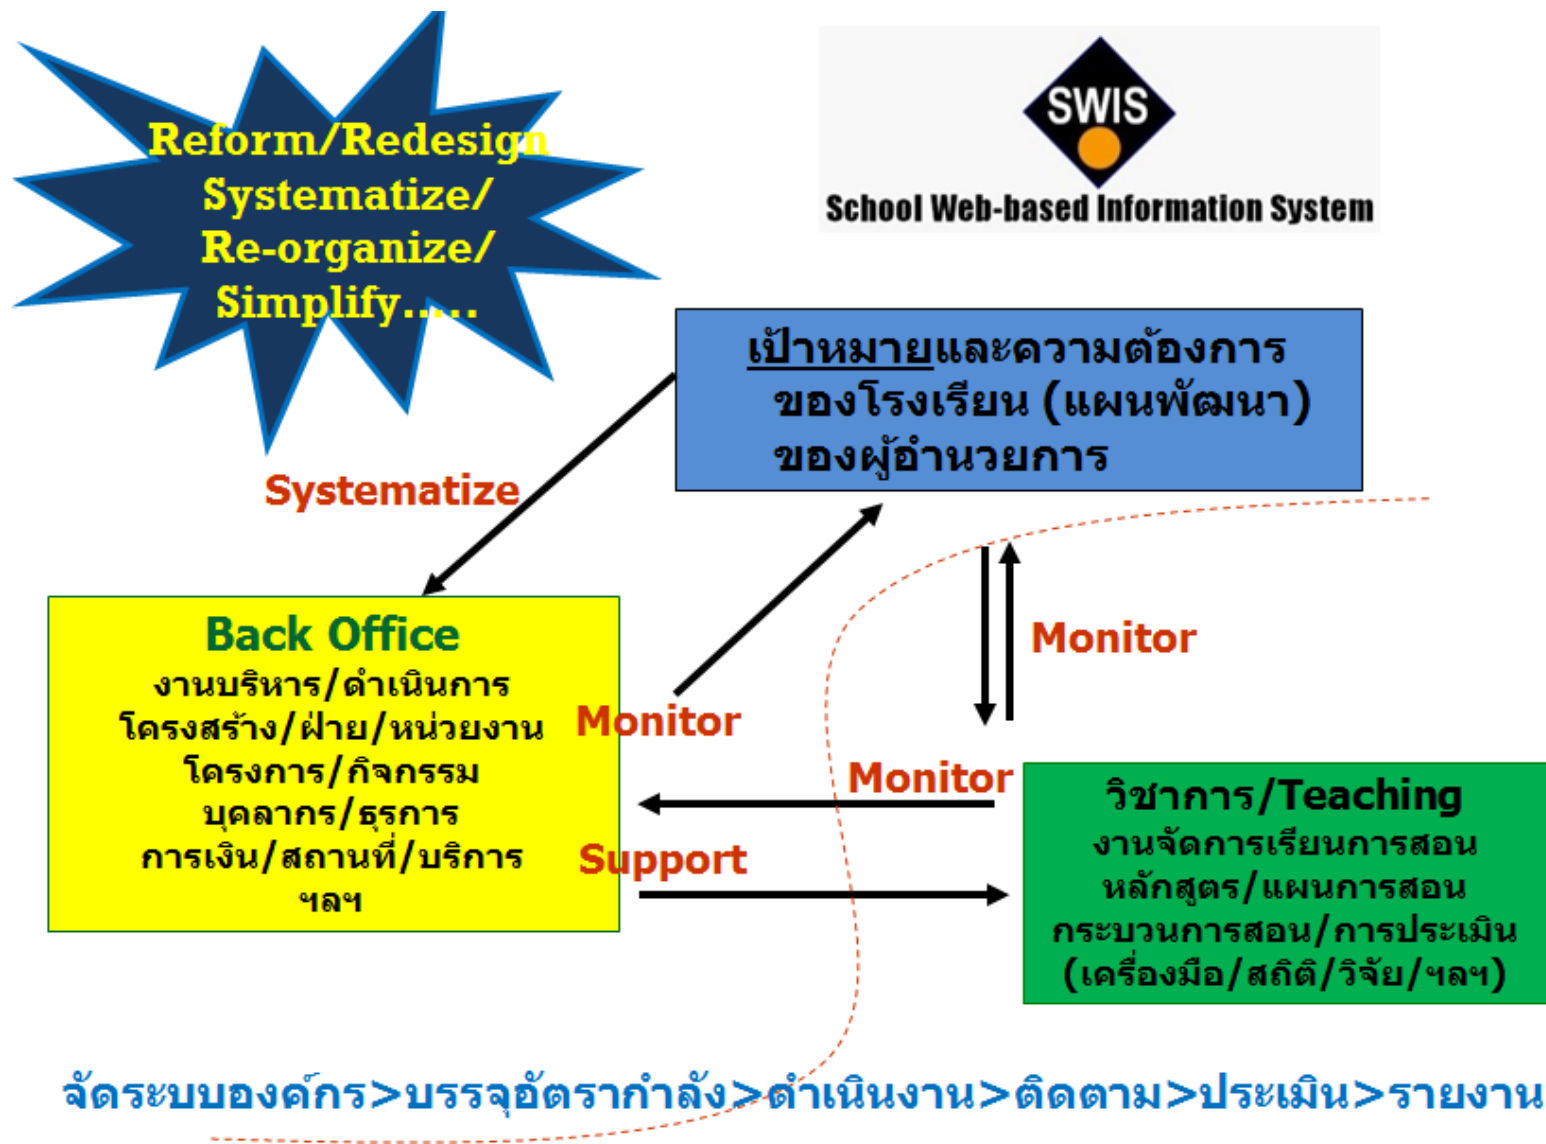 Reform/Redesign
Systematize/
Re-organize/
Simplify.....
SWIS
School Web-based Information System
เป้าหมายและความต้องการ
ของโรงเรียน (แผนพัฒนา)
ของผู้อำนวยการ
Systematize
Back Office
งานบริหาร/ดำเนินการ
โครงสร้าง/ฝ่าย/หน่วยงาน
โครงการ/กิจกรรม
บุคลากร/ธุรการ
การเงิน/สถานที่/บริการ
ฯลฯ
Monitor
Monitor
Monitor
Support
วิชาการ/Teaching
งานจัดการเรียนการสอน
หลักสูตร/แผนการสอน
กระบวนการสอน/การประเมิน
(เครื่องมือ/สถิติ/วิจัย/ฯลฯ)
จัดระบบองค์กร>บรรจุอัตรากำลัง>ดำเนินงาน>ติดตาม>ประเมิน>รายงาน